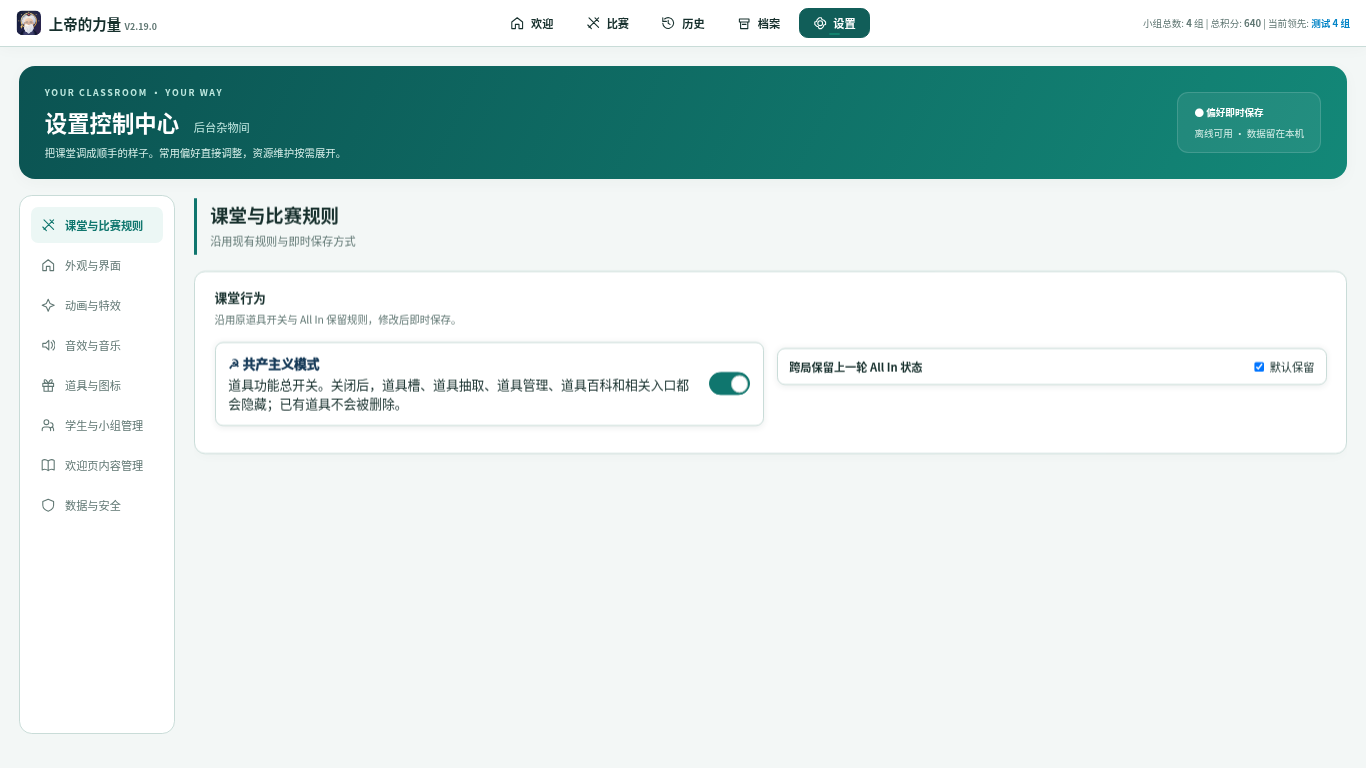 上帝的力量 V2.19.0
欢迎
比赛
历史
档案
设置
小组总数: 4 组 | 总积分: 640 | 当前领先: 测试 4 组
YOUR CLASSROOM • YOUR WAY
设置控制中心 后台杂物间
把课堂调成顺手的样子。常用偏好直接调整，资源维护按需展开。
偏好即时保存
离线可用 • 数据留在本机
课堂与比赛规则
外观与界面
动画与特效
音效与音乐
道具与图标
学生与小组管理
欢迎页内容管理
数据与安全
课堂与比赛规则
沿用现有规则与即时保存方式
课堂行为
沿用原道具开关与 All In 保留规则，修改后即时保存。
☭ 共产主义模式
道具功能总开关。关闭后，道具槽、道具抽取、道具管理、道具百科和相关入口都
会隐藏；已有道具不会被删除。
跨局保留上一轮 All In 状态
默认保留